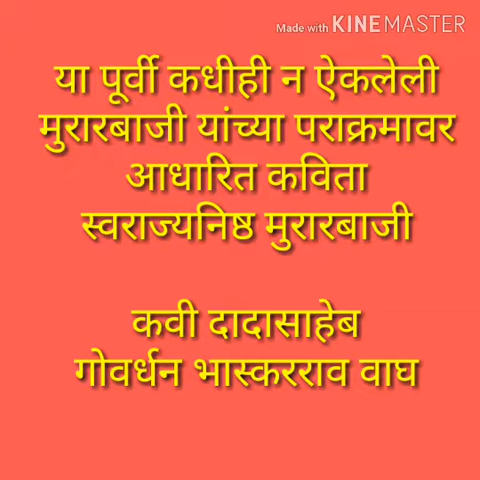 Made with KINEMASTER
या पूर्वी कधीही न ऐकलेली
मुरारबाजी यांच्या पराक्रमावर
आधारित कविता
स्वराज्यनिष्ठ मुरारबाजी
कवी दादासाहेब
गोवर्धन भास्करराव वाघ